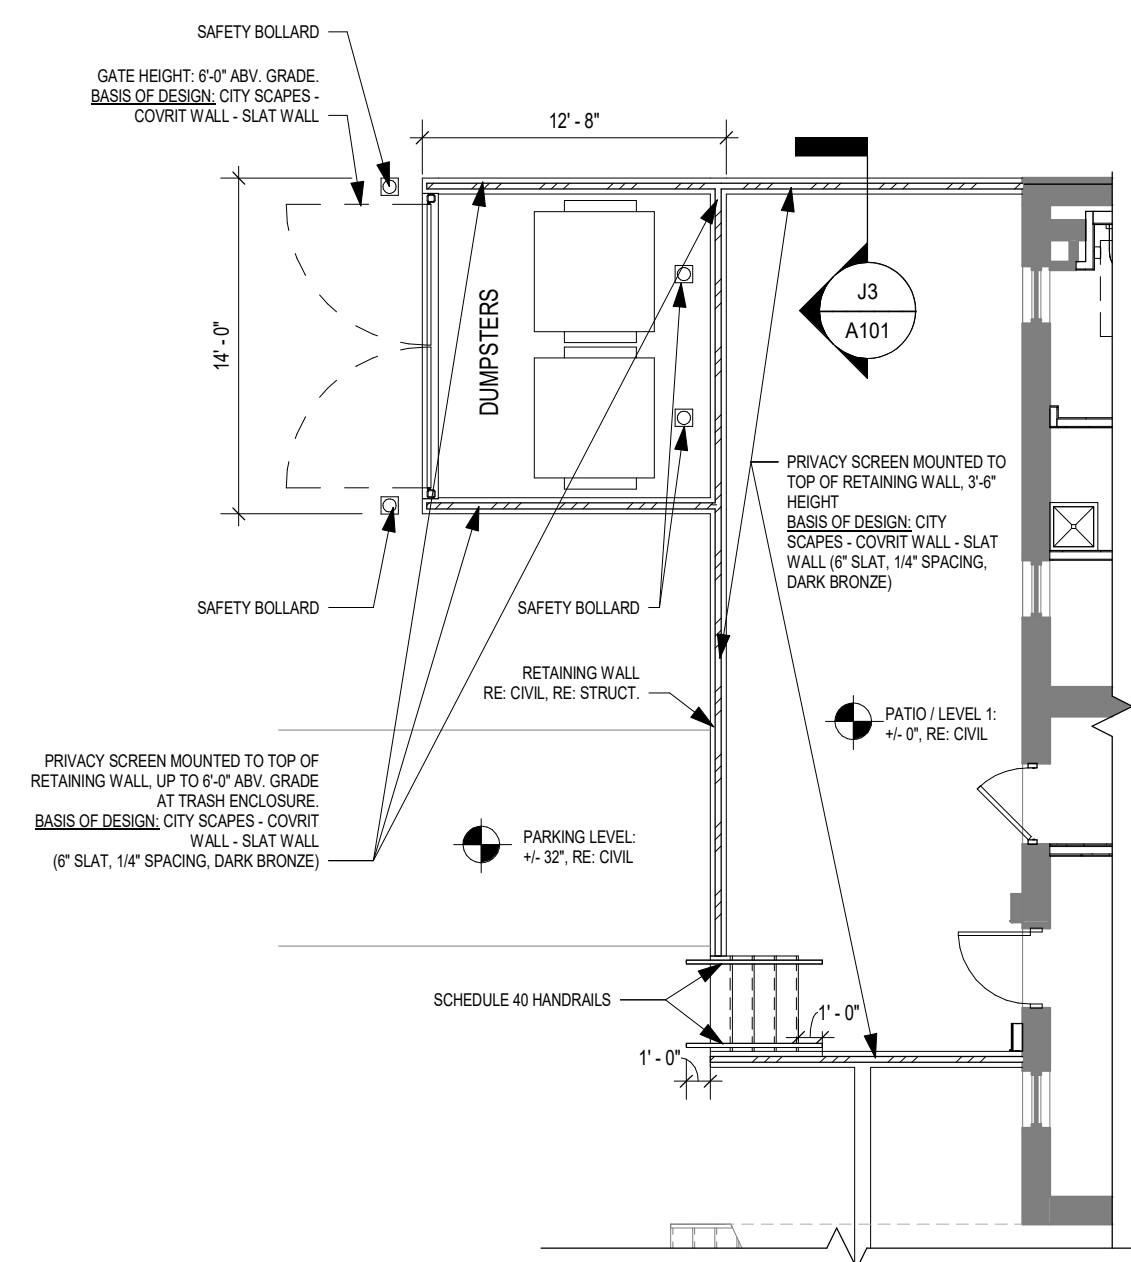 SAFETY BOLLARD
GATE HEIGHT: 6'-0" ABV. GRADE.
BASIS OF DESIGN: CITY SCAPES -
COVRIT WALL - SLAT WALL
12' - 8"
14' - 0"
DUMPSTERS
J3
A101
PRIVACY SCREEN MOUNTED TO
TOP OF RETAINING WALL, 3'-6"
HEIGHT
BASIS OF DESIGN: CITY
SCAPES - COVRIT WALL - SLAT
WALL (6" SLAT, 1/4" SPACING,
DARK BRONZE)
SAFETY BOLLARD
SAFETY BOLLARD
RETAINING WALL
RE: CIVIL, RE: STRUCT.
PATIO / LEVEL 1:
+/- 0", RE: CIVIL
PRIVACY SCREEN MOUNTED TO TOP OF
RETAINING WALL, UP TO 6'-0" ABV. GRADE
AT TRASH ENCLOSURE.
BASIS OF DESIGN: CITY SCAPES - COVRIT
WALL - SLAT WALL
(6" SLAT, 1/4" SPACING, DARK BRONZE)
PARKING LEVEL:
+/- 32", RE: CIVIL
SCHEDULE 40 HANDRAILS
1' - 0"
1' - 0"